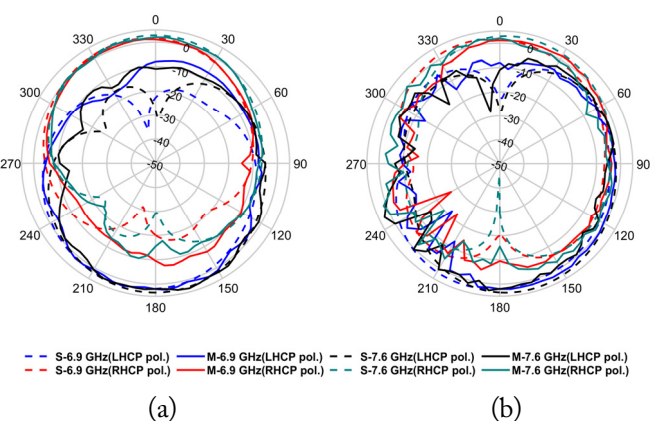 0 0
330 30 330 30
0 0
-10 -10
300 60 300 60
-20 -20
-30 -30
-40 -40
270 -50 90 270 -50 90
240 120 240 120
210 150 210 150
180 180
S-6.9 GHz(LHCP pol.) M-6.9 GHz(LHCP pol.) S-7.6 GHz(LHCP pol.) M-7.6 GHz(LHCP pol.)
S-6.9 GHz(RHCP pol.) M-6.9 GHz(RHCP pol.) S-7.6 GHz(RHCP pol.) M-7.6 GHz(RHCP pol.)
(a) (b)